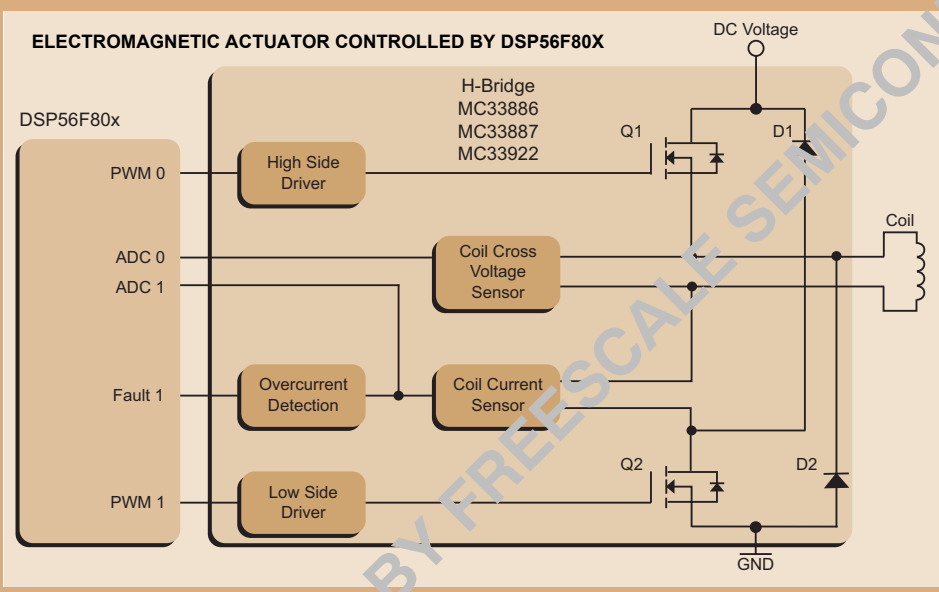 ELECTROMAGNETIC ACTUATOR CONTROLLED BY DSP56F80X
DC Voltage
DSP56F80x
H-Bridge
MC33886
MC33887
MC33922
Q1
D1
PWM 0
High Side
Driver
Coil
ADC 0
ADC 1
Coil Cross
Voltage
Sensor
Fault 1
Overcurrent
Detection
Coil Current
Sensor
Q2
D2
PWM 1
Low Side
Driver
GND
BY FREESCALE SEMICON